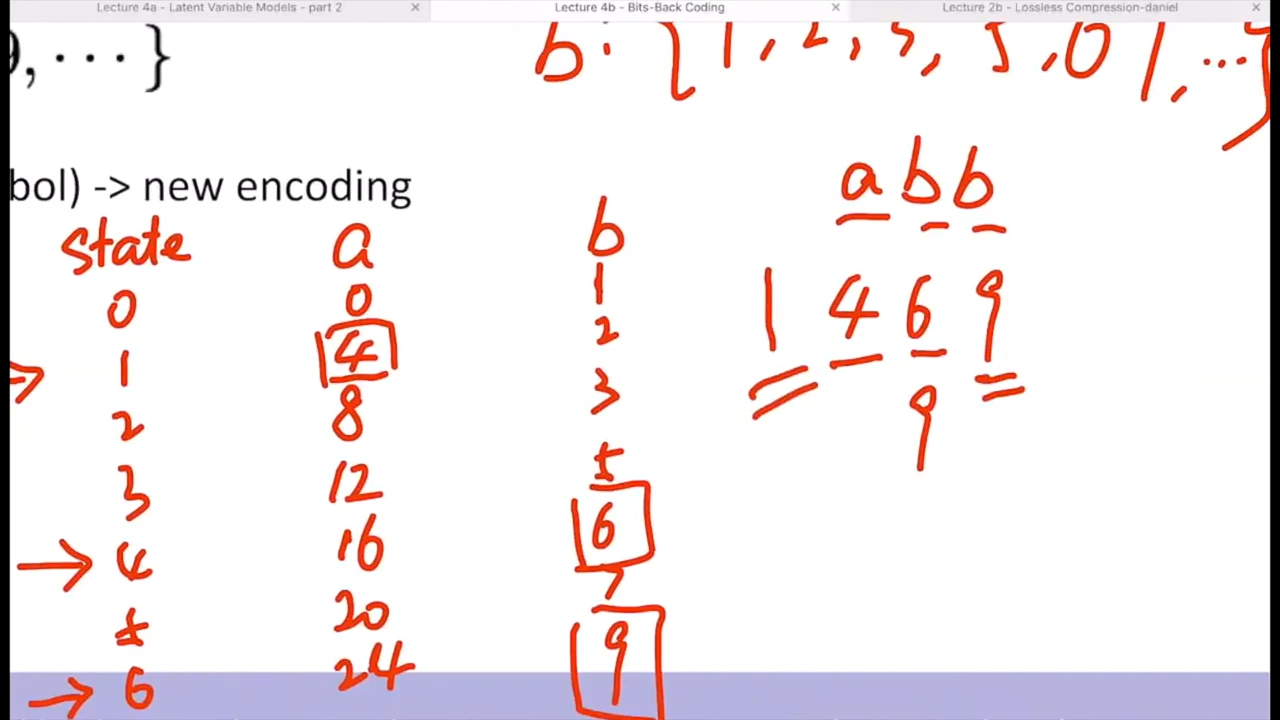 Lecture 4a - Latent Variable Models - part 2 × Lecture 4b - Bits-Back Coding × Lecture 2b - Lossless Compression-daniel ×
9, ··· }
b: { 1, 2, 3, 5, 6 1, ... }
bol) -> new encoding
a b b
state a b
1 4 6 9
9
0 0 1
1 4 2
2 8 3
3 12 5
4 16 6
5 20 7
6 24 9